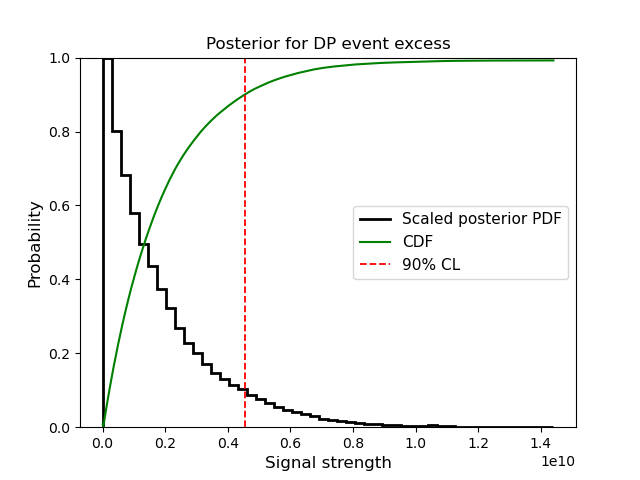 Posterior for DP event excess
Probability
1.0
0.8
0.6
0.4
0.2
0.0
Scaled posterior PDF
CDF
90% CL
0.0 0.2 0.4 0.6 0.8 1.0 1.2 1.4
1e10
Signal strength